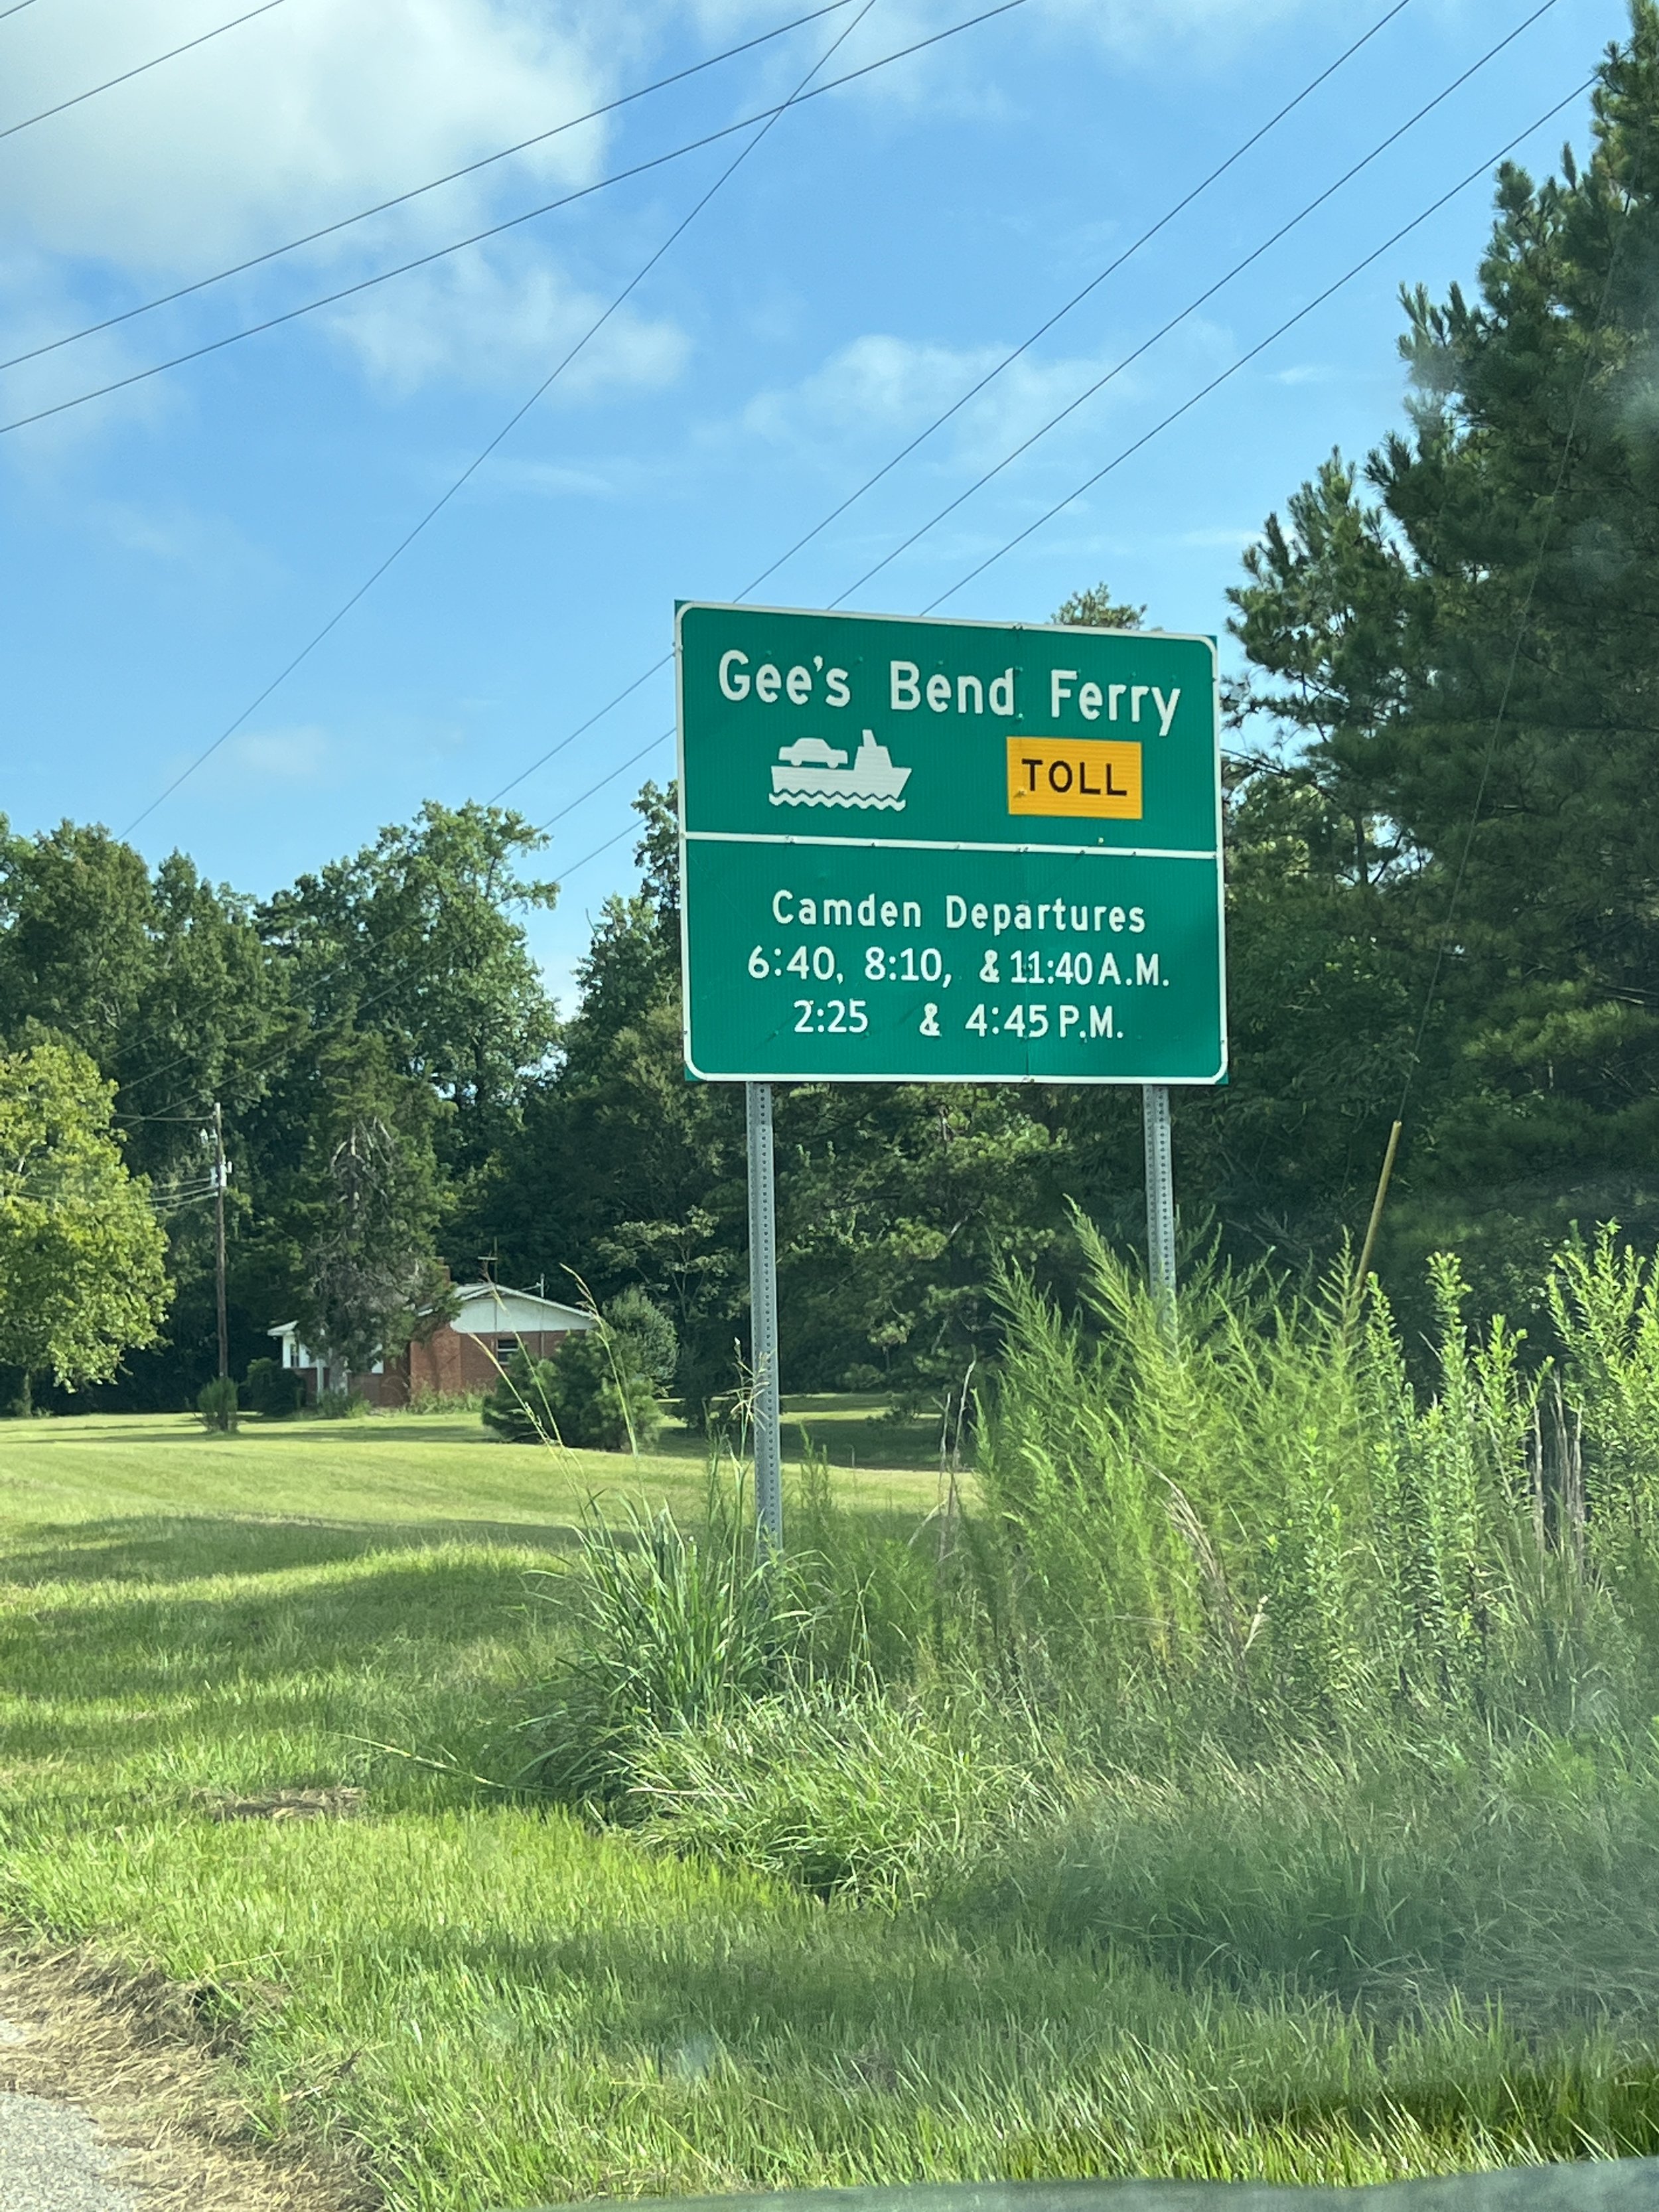 Gee's Bend Ferry
TOLL
Camden Departures
6:40, 8:10, & 11:40 A.M.
2:25 & 4:45 P.M.